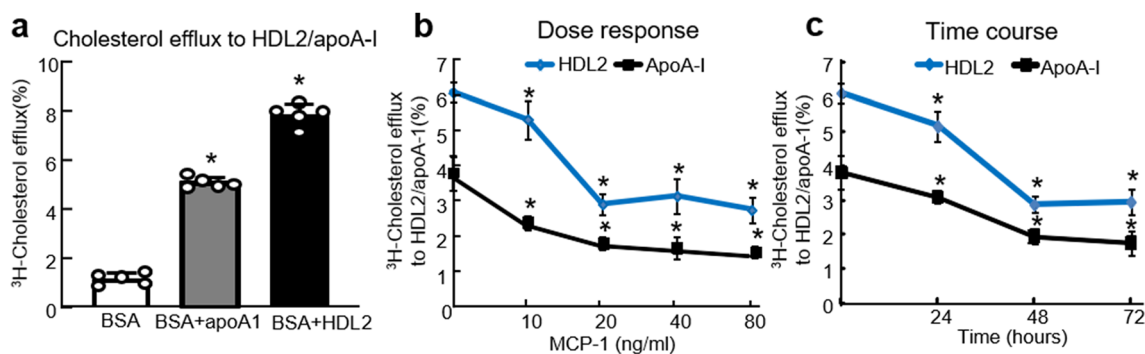 a
Cholesterol efflux to HDL2/apoA-I
³H-Cholesterol efflux(%)
10
8
6
4
2
0
*
*
BSA
BSA+apoA1
BSA+HDL2
b
Dose response
HDL2
ApoA-I
³H-Cholesterol efflux
to HDL2/apoA-1(%)
7
6
5
4
3
2
1
0
*
*
*
*
*
*
*
*
10
20
40
80
MCP-1 (ng/ml)
c
Time course
HDL2
ApoA-I
³H-Cholesterol efflux
to HDL2/apoA-1(%)
7
6
5
4
3
2
1
0
*
*
*
*
*
*
24
48
72
Time (hours)